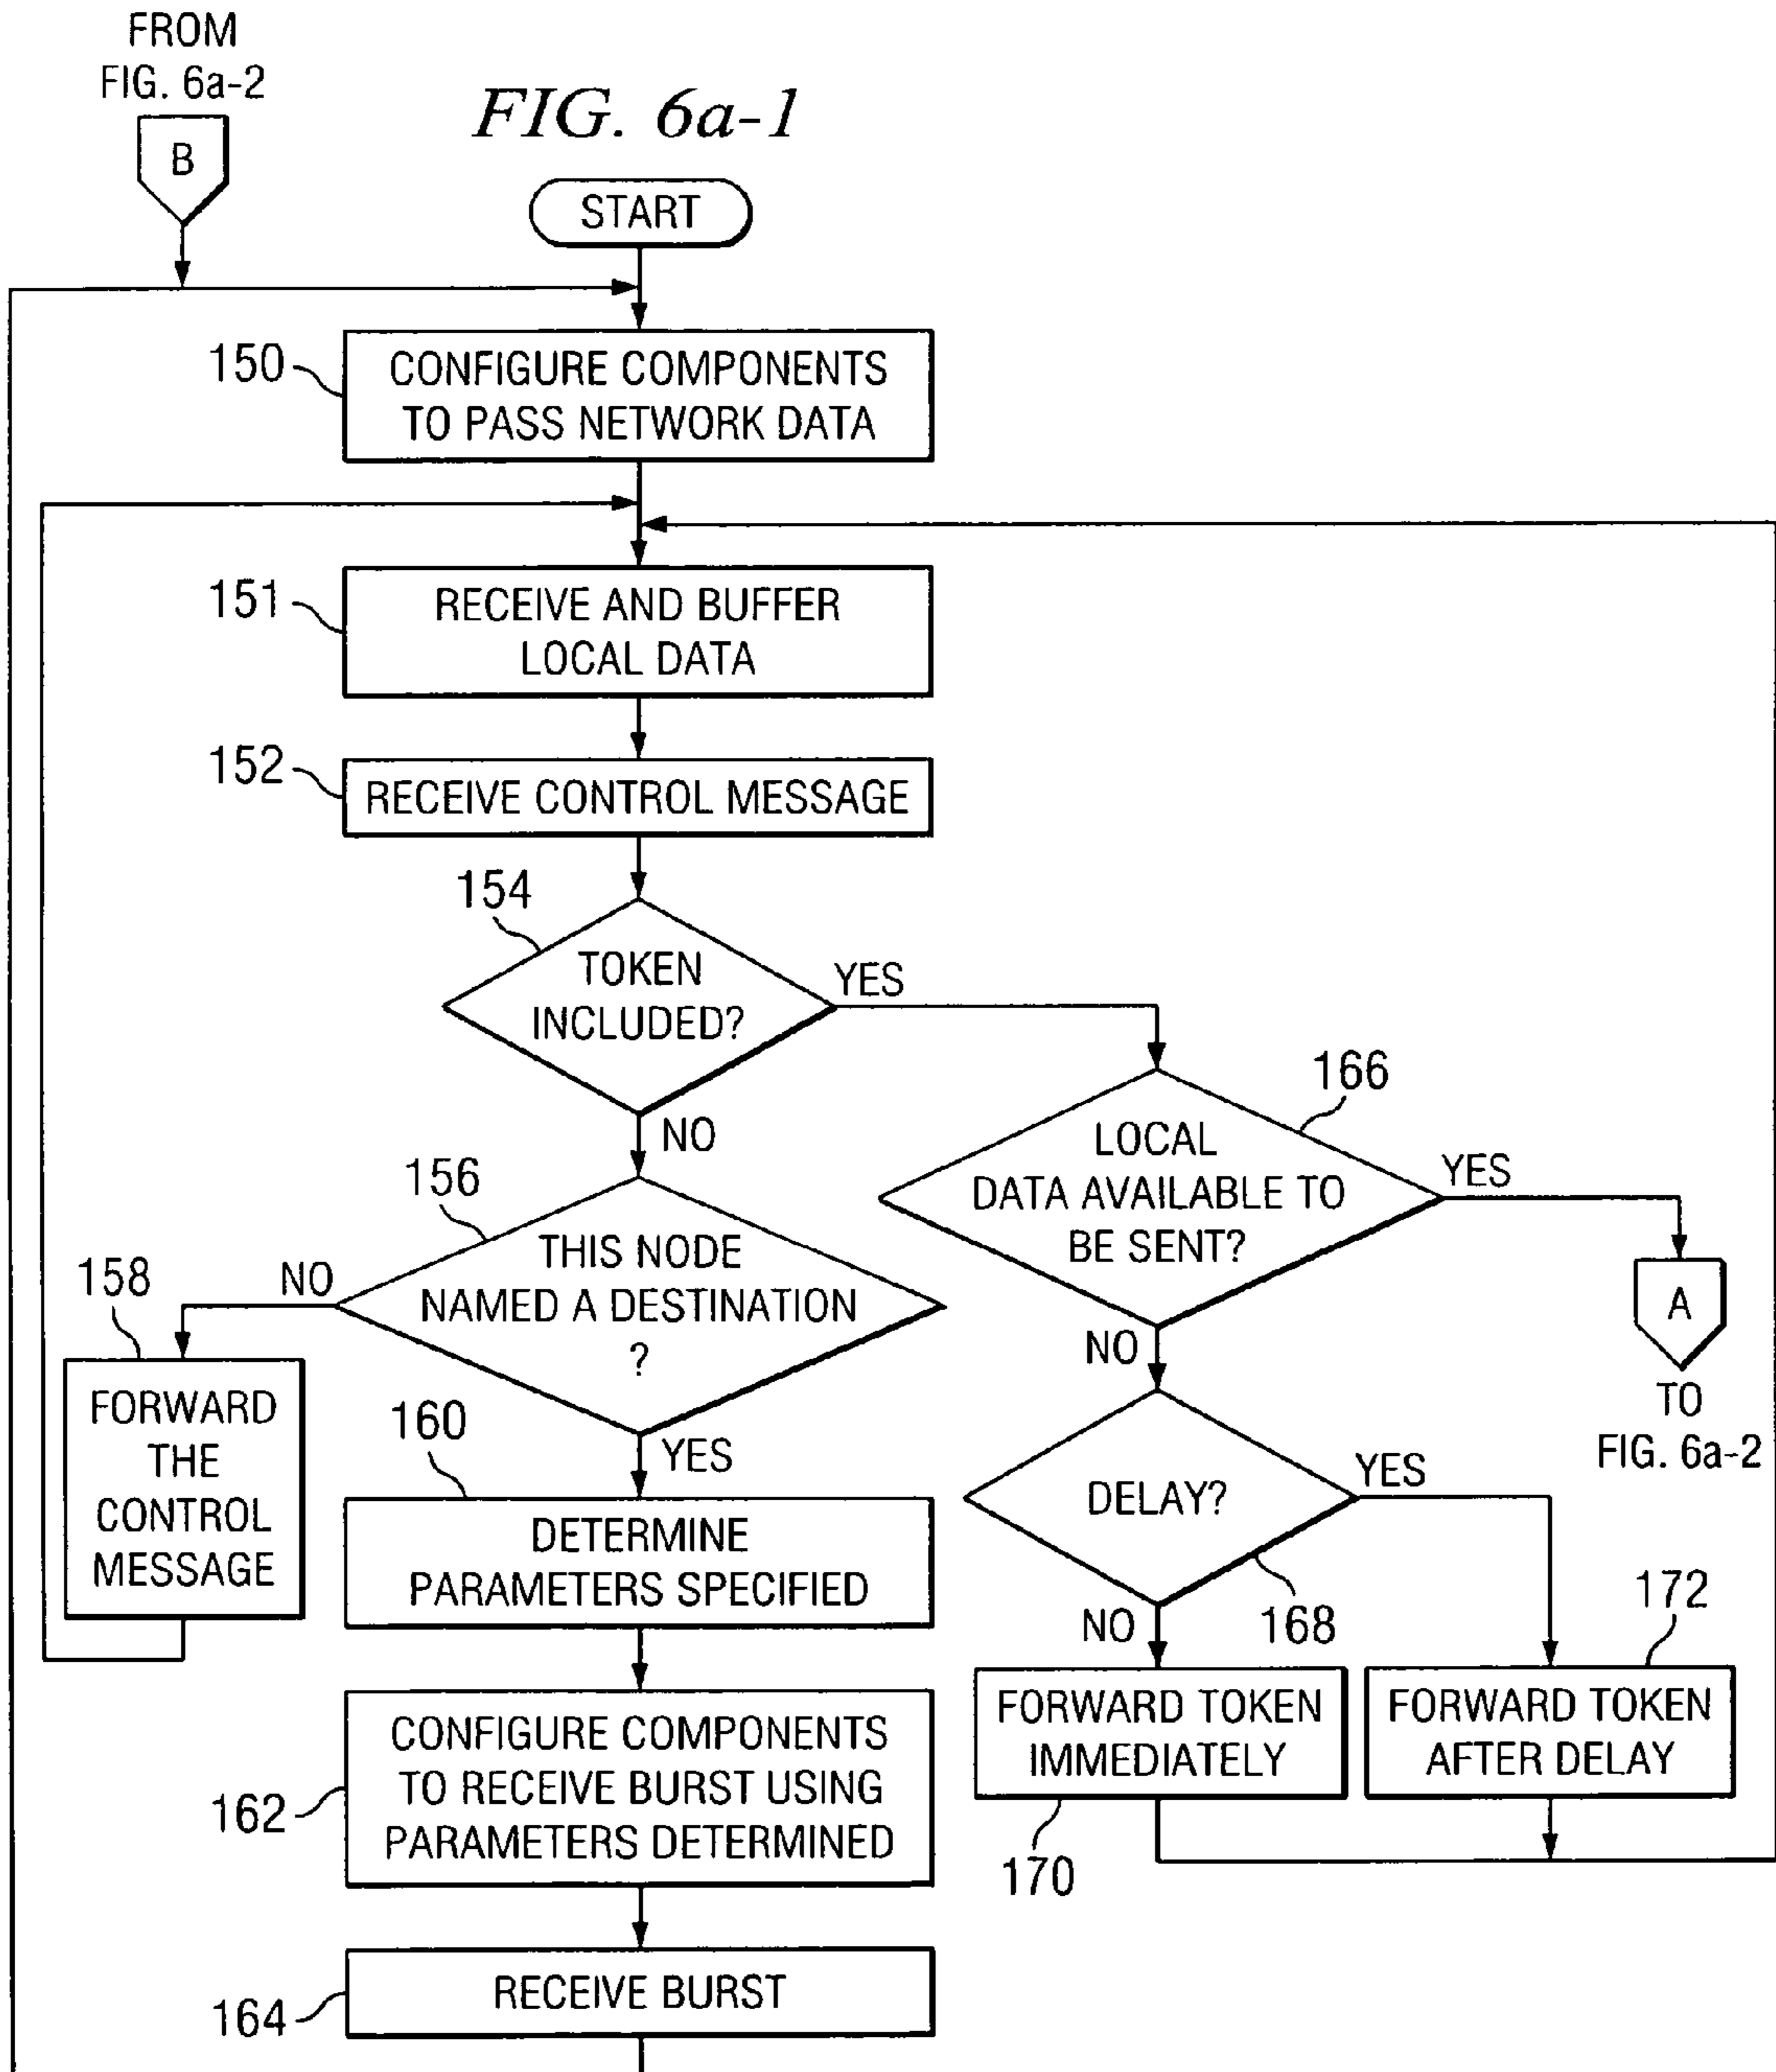 FROM
FIG. 6a-2
B
FIG. 6a-1
START
150
CONFIGURE COMPONENTS
TO PASS NETWORK DATA
151
RECEIVE AND BUFFER
LOCAL DATA
152
RECEIVE CONTROL MESSAGE
154
TOKEN
INCLUDED?
YES
NO
166
LOCAL
DATA AVAILABLE TO
BE SENT?
YES
NO
A
TO
FIG. 6a-2
156
THIS NODE
NAMED A DESTINATION
?
NO
YES
158
FORWARD
THE
CONTROL
MESSAGE
160
DETERMINE
PARAMETERS SPECIFIED
DELAY?
YES
NO
168
172
162
CONFIGURE COMPONENTS
TO RECEIVE BURST USING
PARAMETERS DETERMINED
FORWARD TOKEN
IMMEDIATELY
170
FORWARD TOKEN
AFTER DELAY
164
RECEIVE BURST